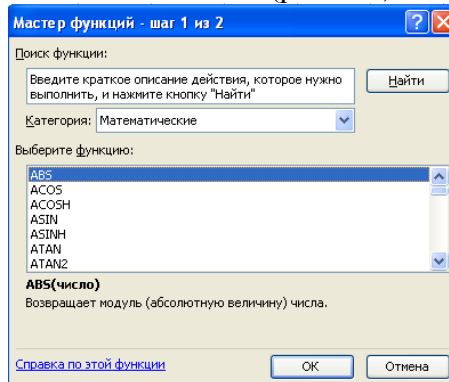 Мастер функций - шаг 1 из 2
Поиск функции:
Введите краткое описание действия, которое нужно
выполнить, и нажмите кнопку "Найти"
Найти
Категория: Математические
Выберите функцию:
ABS
ACOS
ACOSH
ASIN
ASINH
ATAN
ATAN2
ABS(число)
Возвращает модуль (абсолютную величину) числа.
Справка по этой функции
ОК
Отмена